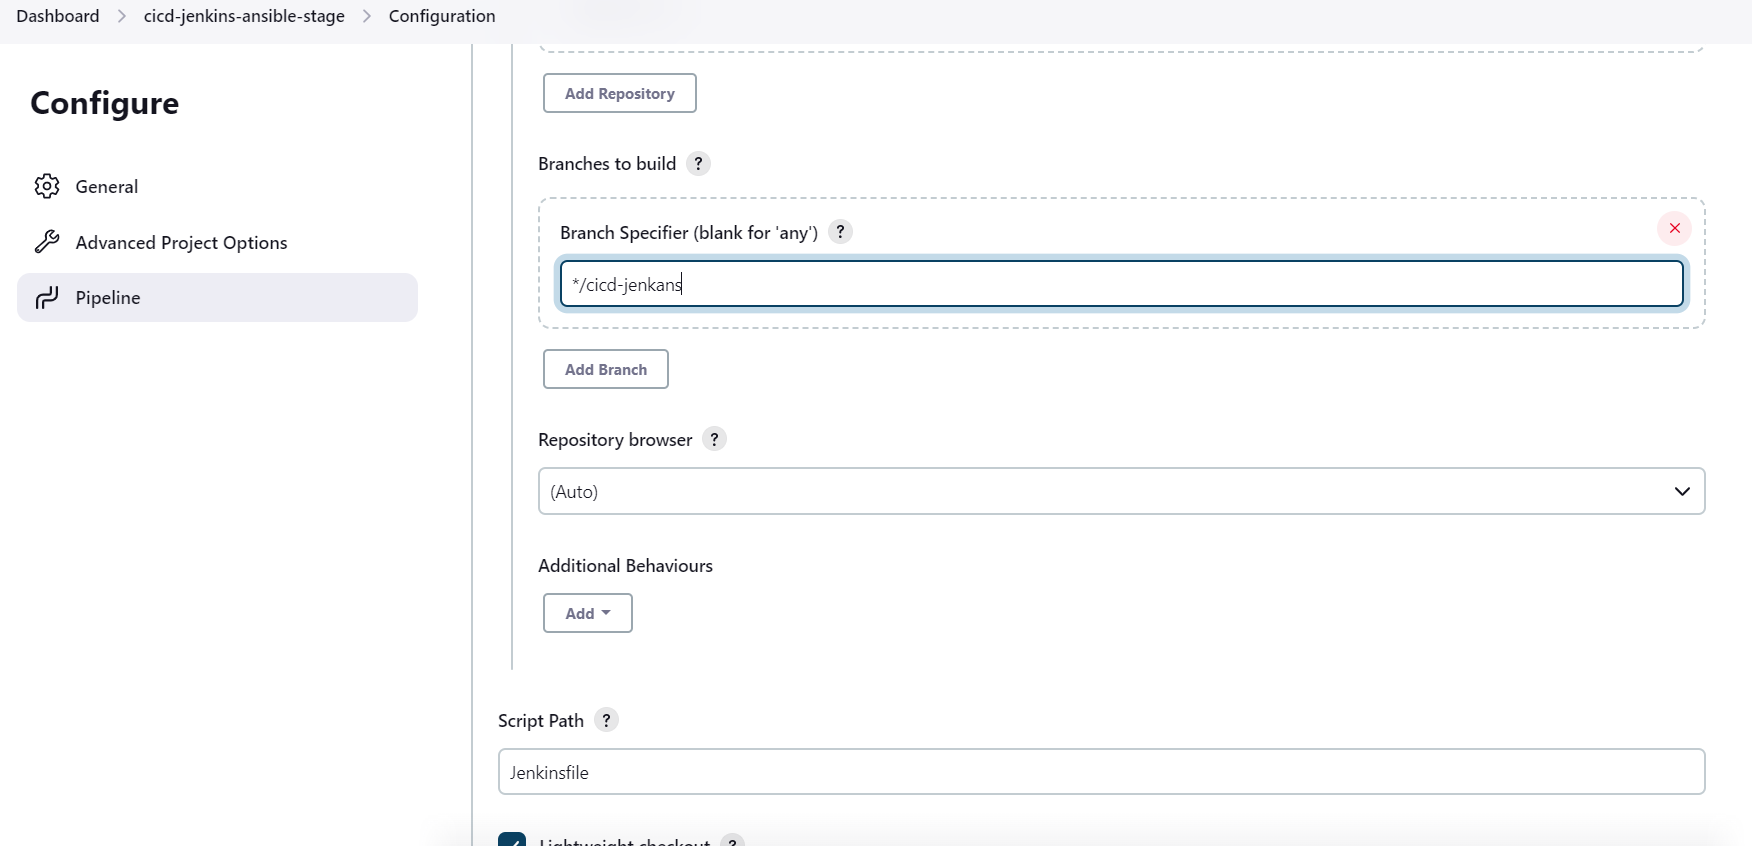 Dashboard > cicd-jenkins-ansible-stage > Configuration
Configure
General
Advanced Project Options
Pipeline
Add Repository
Branches to build ?
Branch Specifier (blank for 'any') ?
*/cicd-jenkans
Add Branch
Repository browser ?
(Auto)
Additional Behaviours
Add
Script Path ?
Jenkinsfile
Lightweight checkout ?